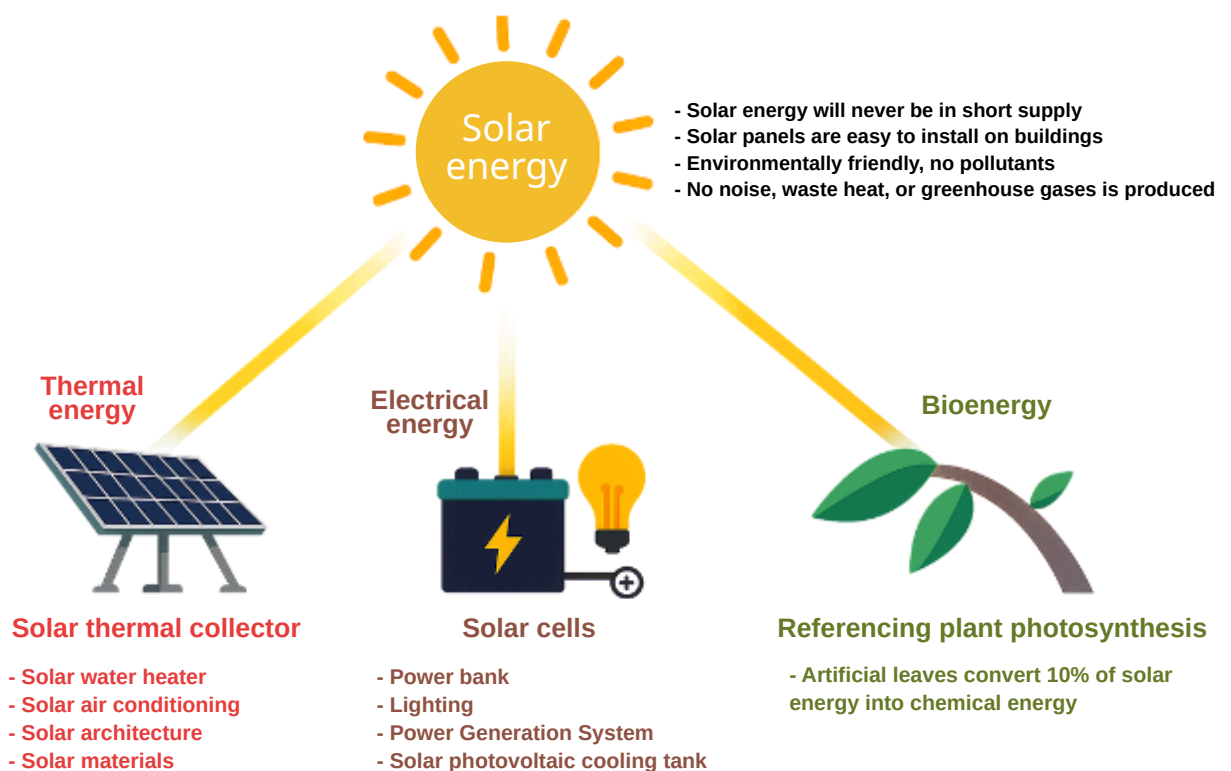 Solar
energy
- Solar energy will never be in short supply
- Solar panels are easy to install on buildings
- Environmentally friendly, no pollutants
- No noise, waste heat, or greenhouse gases is produced
Thermal
energy
Electrical
energy
Bioenergy
Solar thermal collector
- Solar water heater
- Solar air conditioning
- Solar architecture
- Solar materials
Solar cells
- Power bank
- Lighting
- Power Generation System
- Solar photovoltaic cooling tank
Referencing plant photosynthesis
- Artificial leaves convert 10% of solar
energy into chemical energy